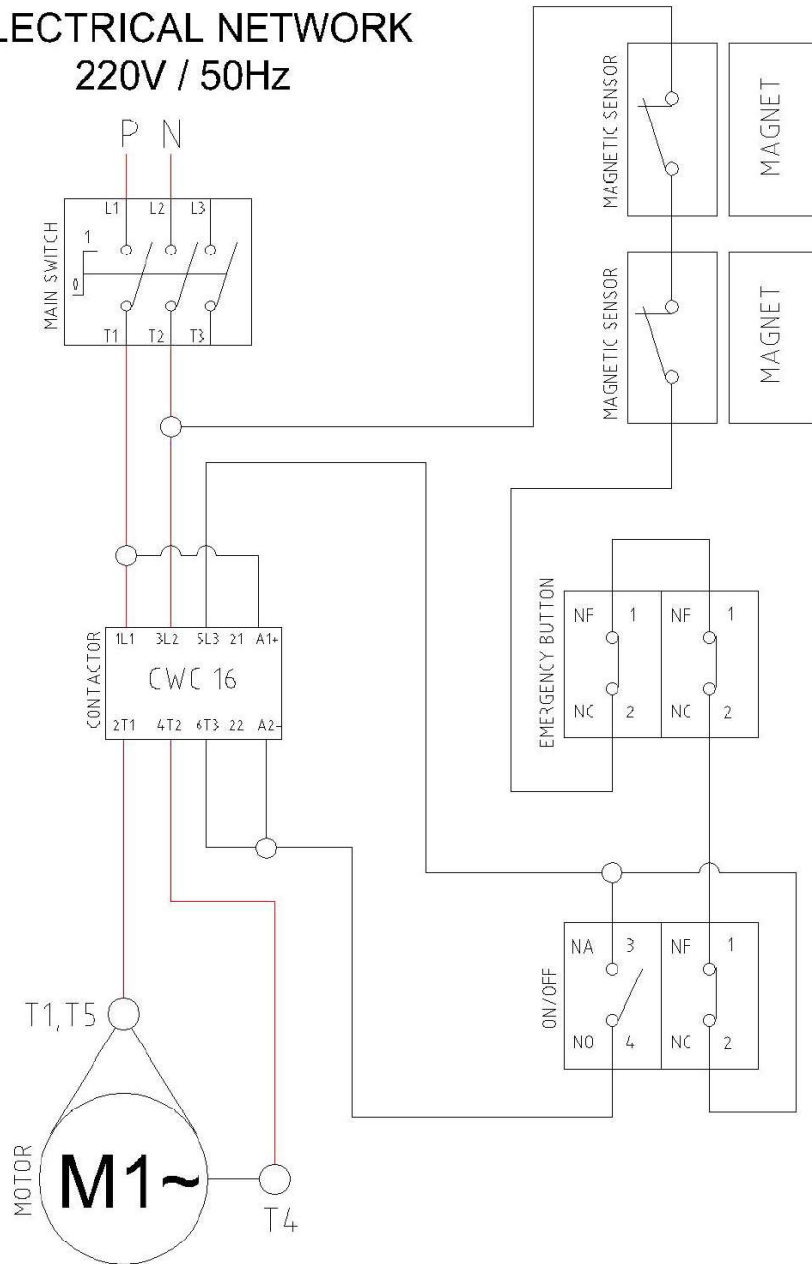 LECTRICAL NETWORK
220V / 50Hz
P N
MAIN SWITCH
L1 L2 L3
1
0
T1 T2 T3
MAGNETIC SENSOR
MAGNET
MAGNETIC SENSOR
MAGNET
CONTACTOR
1L1 3L2 5L3 21 A1+
CWC 16
2T1 4T2 6T3 22 A2-
EMERGENCY BUTTON
NF 1 NF 1
NC 2 NC 2
ON/OFF
NA 3 NF 1
NO 4 NC 2
T1,T5
MOTOR
M1~
T4